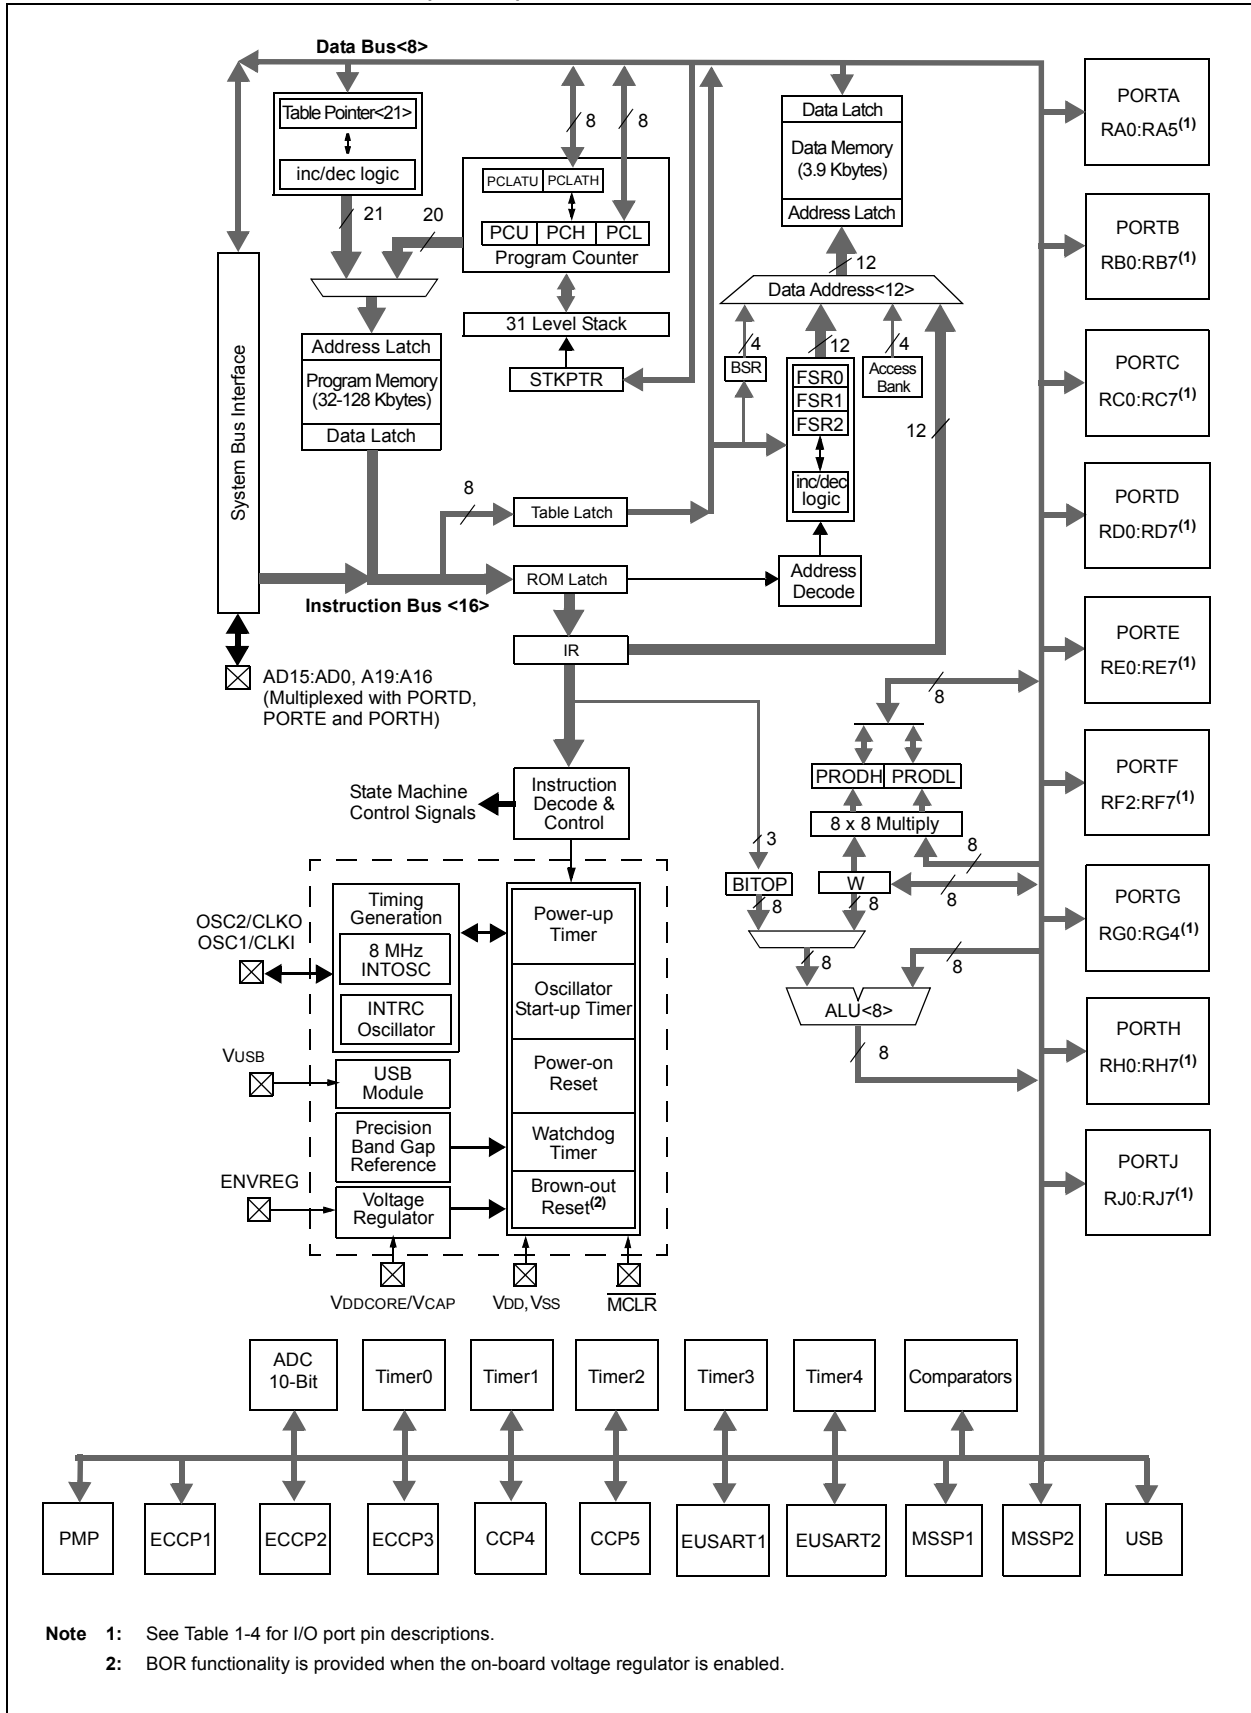 Data Bus<8>
Table Pointer<21>
inc/dec logic
21
20
8
8
PCLATU PCLATH
PCU PCH PCL
Program Counter
31 Level Stack
STKPTR
Data Latch
Data Memory
(3.9 Kbytes)
Address Latch
12
Data Address<12>
4
12
4
BSR
FSR0
FSR1
FSR2
inc/dec
logic
Access
Bank
12
Address
Decode
System Bus Interface
Address Latch
Program Memory
(32-128 Kbytes)
Data Latch
8
Table Latch
ROM Latch
Instruction Bus <16>
IR
AD15:AD0, A19:A16
(Multiplexed with PORTD,
PORTE and PORTH)
State Machine
Control Signals
Instruction
Decode &
Control
8
PRODH PRODL
8 x 8 Multiply
3
8
BITOP
W
8
8
8
8
8
ALU<8>
8
OSC2/CLKO
OSC1/CLKI
Timing
Generation
8 MHz
INTOSC
INTRC
Oscillator
VUSB
USB
Module
Precision
Band Gap
Reference
ENVREG
Voltage
Regulator
Power-up
Timer
Oscillator
Start-up Timer
Power-on
Reset
Watchdog
Timer
Brown-out
Reset(2)
VDDCORE/VCAP
VDD, VSS
MCLR
PORTA
RA0:RA5(1)
PORTB
RB0:RB7(1)
PORTC
RC0:RC7(1)
PORTD
RD0:RD7(1)
PORTE
RE0:RE7(1)
PORTF
RF2:RF7(1)
PORTG
RG0:RG4(1)
PORTH
RH0:RH7(1)
PORTJ
RJ0:RJ7(1)
ADC
10-Bit
Timer0
Timer1
Timer2
Timer3
Timer4
Comparators
PMP
ECCP1
ECCP2
ECCP3
CCP4
CCP5
EUSART1
EUSART2
MSSP1
MSSP2
USB
Note 1: See Table 1-4 for I/O port pin descriptions.
2: BOR functionality is provided when the on-board voltage regulator is enabled.